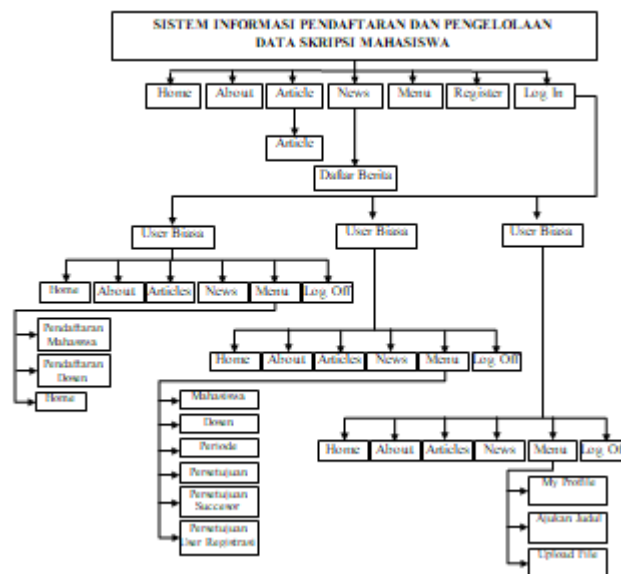 SISTEM INFORMASI PENDAFTARAN DAN PENGELOLAAN
DATA SKRIPSI MAHASISWA
Home About Article News Menu Register Log In
Article
Daftar Berita
User Biasa User Biasa User Biasa
Home About Articles News Menu Log Off
Pendaftaran
Mahasiswa
Pendaftaran
Dosen
Home
Home About Articles News Menu Log Off
Mahasiswa
Dosen
Periode
Persetujuan
Persetujuan
Succesor
Persetujuan
User Registrasi
Home About Articles News Menu Log Of
My Profile
Ajukan Judul
Upload File